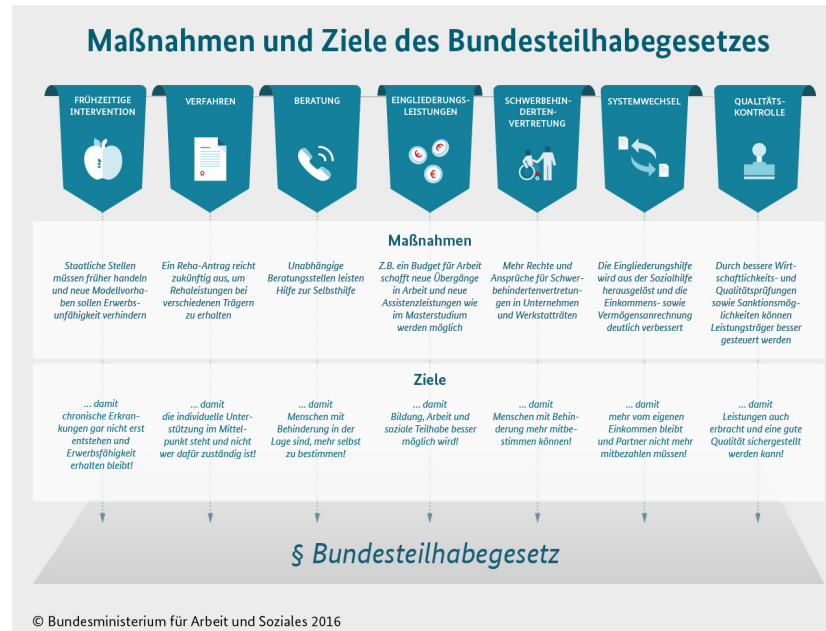 Maßnahmen und Ziele des Bundesteilhabegesetzes
FRÜHZEITIGE
INTERVENTION
VERFAHREN
BERATUNG
EINGLIEDERUNGS-
LEISTUNGEN
SCHWERBEHIN-
DERTEN-
VERTRETUNG
SYSTEMWECHSEL
QUALITÄTS-
KONTROLLE
Maßnahmen
Staatliche Stellen
müssen früher handeln
und neue Modellvorha-
ben sollen Erwerbs-
unfähigkeit verhindern
Ein Reha-Antrag reicht
zukünftig aus, um
Rehaleistungen bei
verschiedenen Trägern
zu erhalten
Unabhängige
Beratungsstellen leisten
Hilfe zur Selbsthilfe
Z.B. ein Budget für Arbeit
schafft neue Übergänge
in Arbeit und neue
Assistenzleistungen wie
im Masterstudium
werden möglich
Mehr Rechte und
Ansprüche für Schwer-
behindertenvertretun-
gen in Unternehmen
und Werkstatträten
Die Eingliederungshilfe
wird aus der Sozialhilfe
herausgelöst und die
Einkommens- sowie
Vermögensanrechnung
deutlich verbessert
Durch bessere Wirt-
schaftlichkeits- und
Qualitätsprüfungen
sowie Sanktionsmög-
lichkeiten können
Leistungsträger besser
gesteuert werden
Ziele
... damit
chronische Erkran-
kungen gar nicht erst
entstehen und
Erwerbsfähigkeit
erhalten bleibt!
... damit
die individuelle Unter-
stützung im Mittel-
punkt steht und nicht
wer dafür zuständig ist!
... damit
Menschen mit
Behinderung in der
Lage sind, mehr selbst
zu bestimmen!
... damit
Bildung, Arbeit und
soziale Teilhabe besser
möglich wird!
... damit
Menschen mit Behin-
derung mehr mitbe-
stimmen können!
... damit
mehr vom eigenen
Einkommen bleibt
und Partner nicht mehr
mitbezahlen müssen!
... damit
Leistungen auch
erbracht und eine gute
Qualität sichergestellt
werden kann!
§ Bundesteilhabegesetz
© Bundesministerium für Arbeit und Soziales 2016